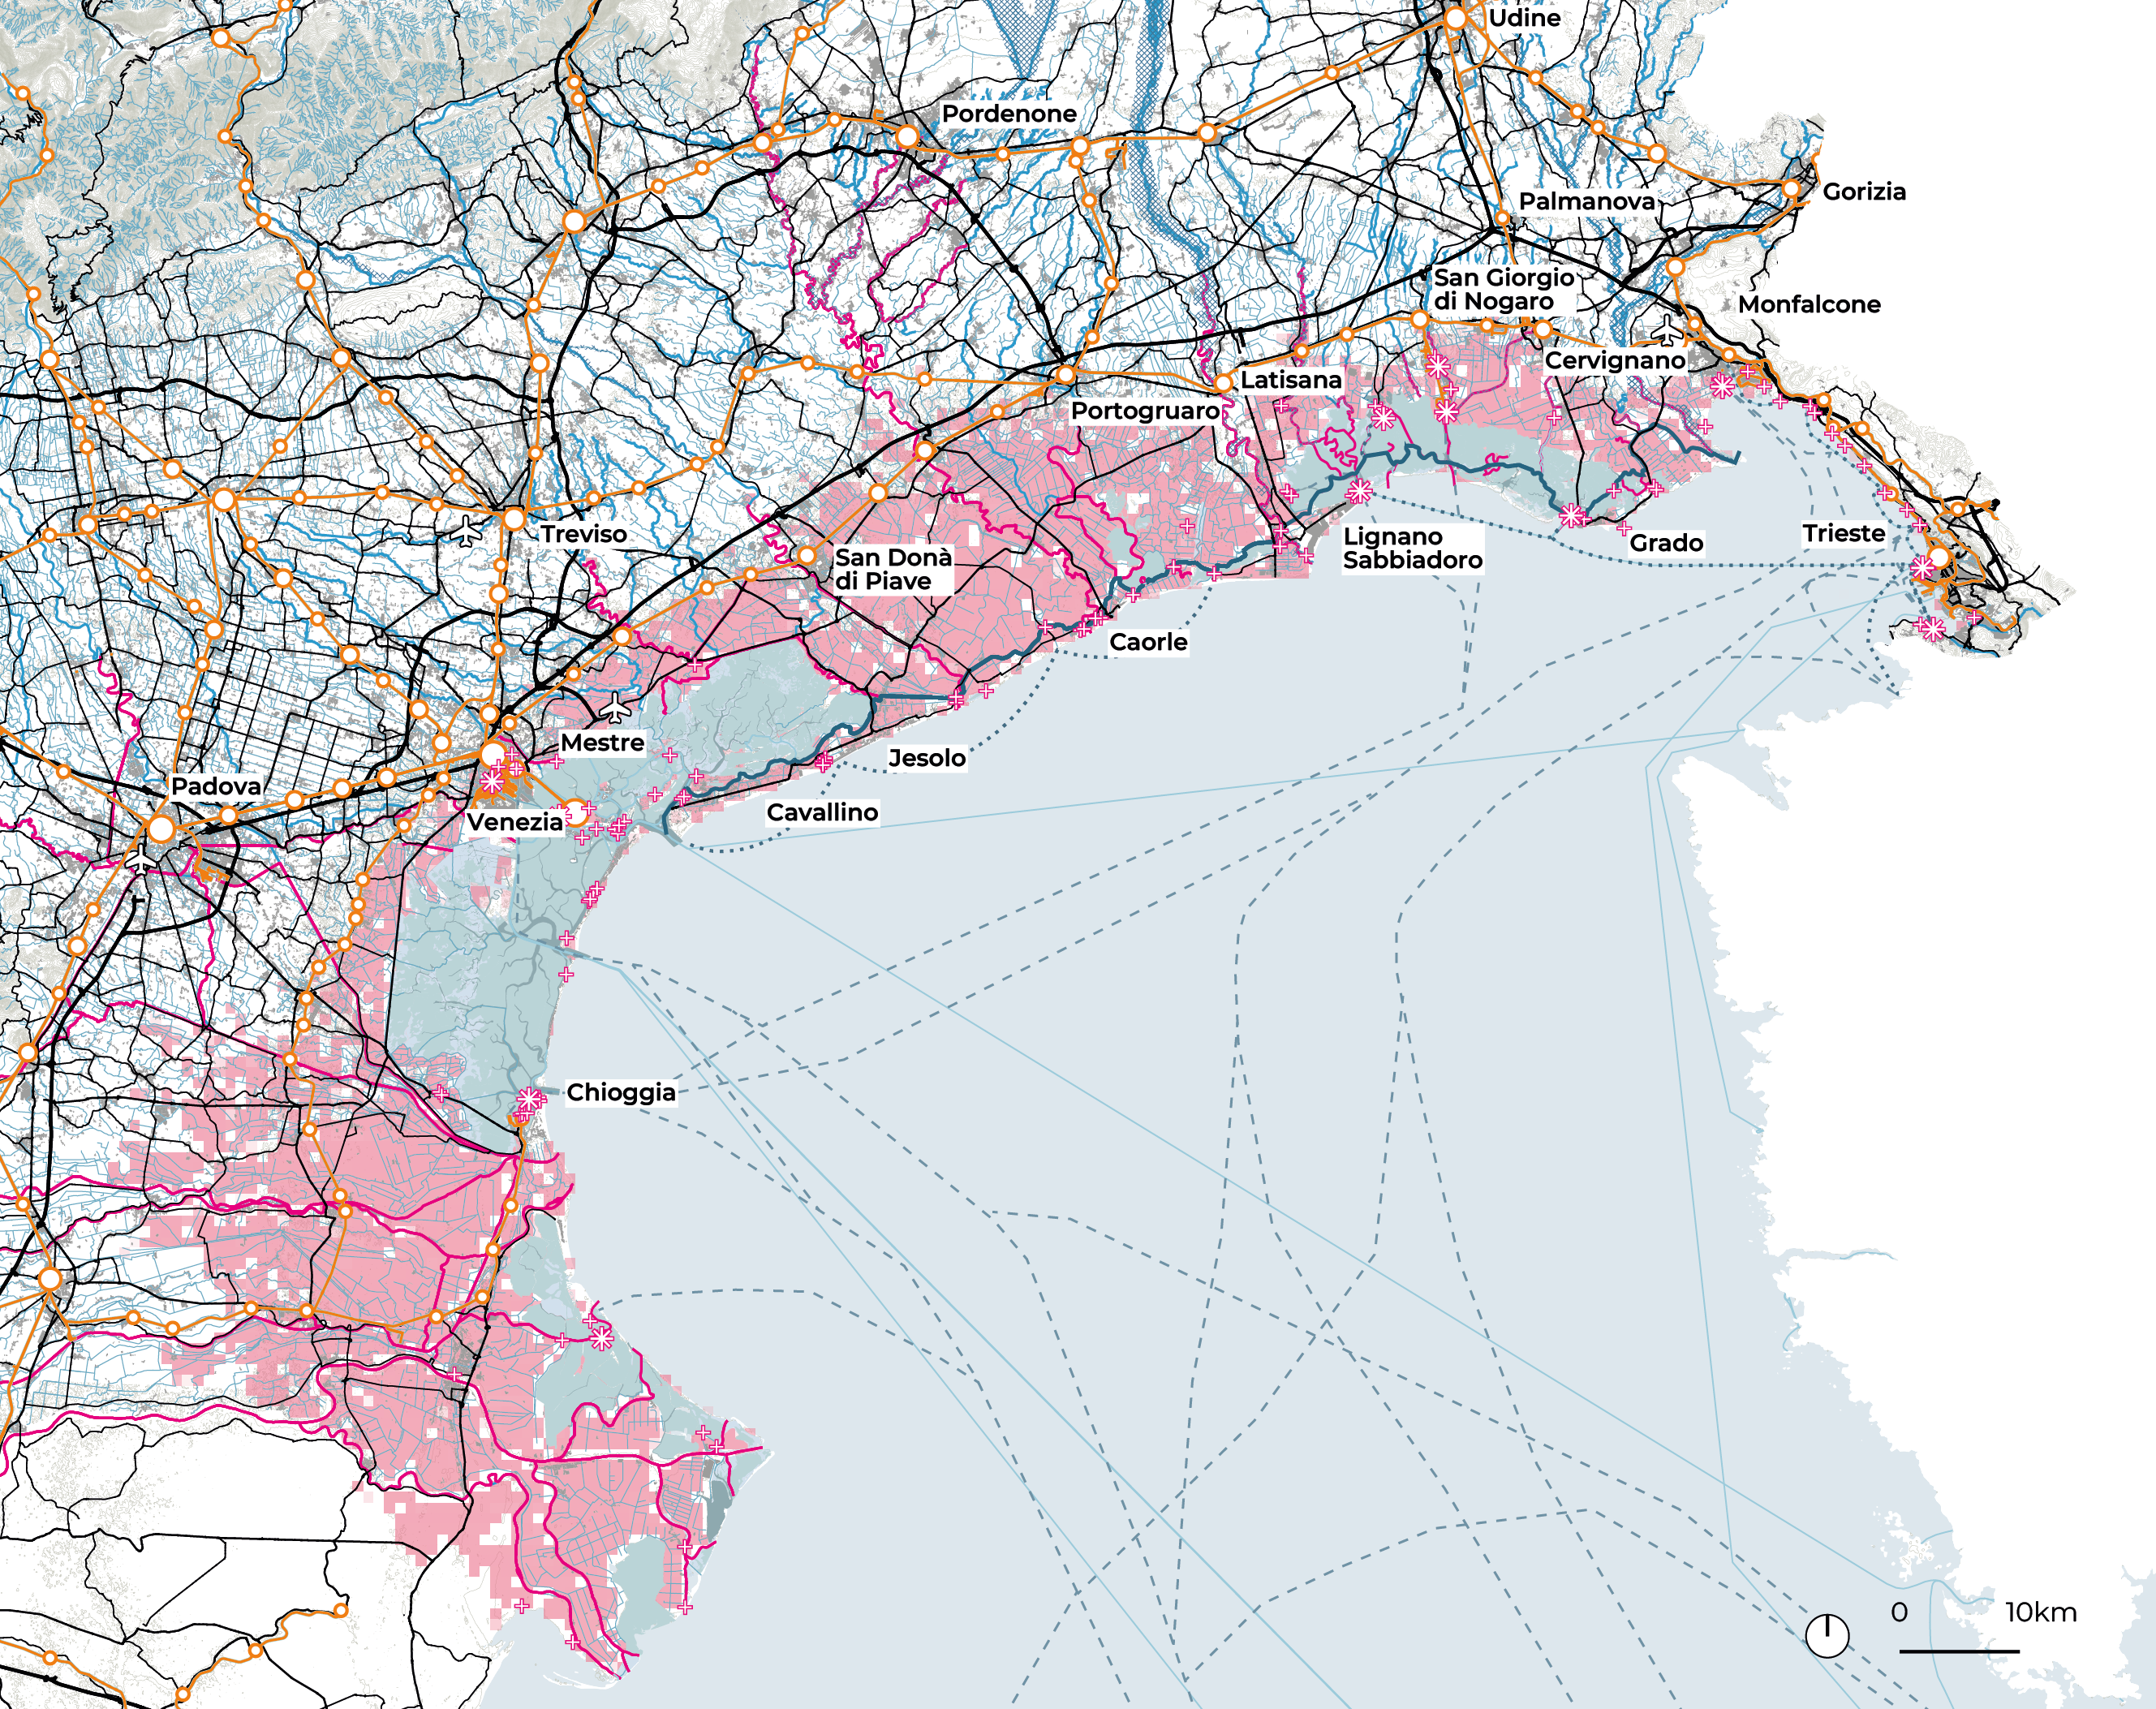 Udine
Pordenone
Palmanova
Gorizia
San Giorgio
di Nogaro
Monfalcone
Cervignano
Latisana
Portogruaro
Treviso
San Donà
di Piave
Lignano
Sabbiadoro
Grado
Trieste
Caorle
Mestre
Jesolo
Padova
Venezia
Cavallino
Chioggia
0 10km